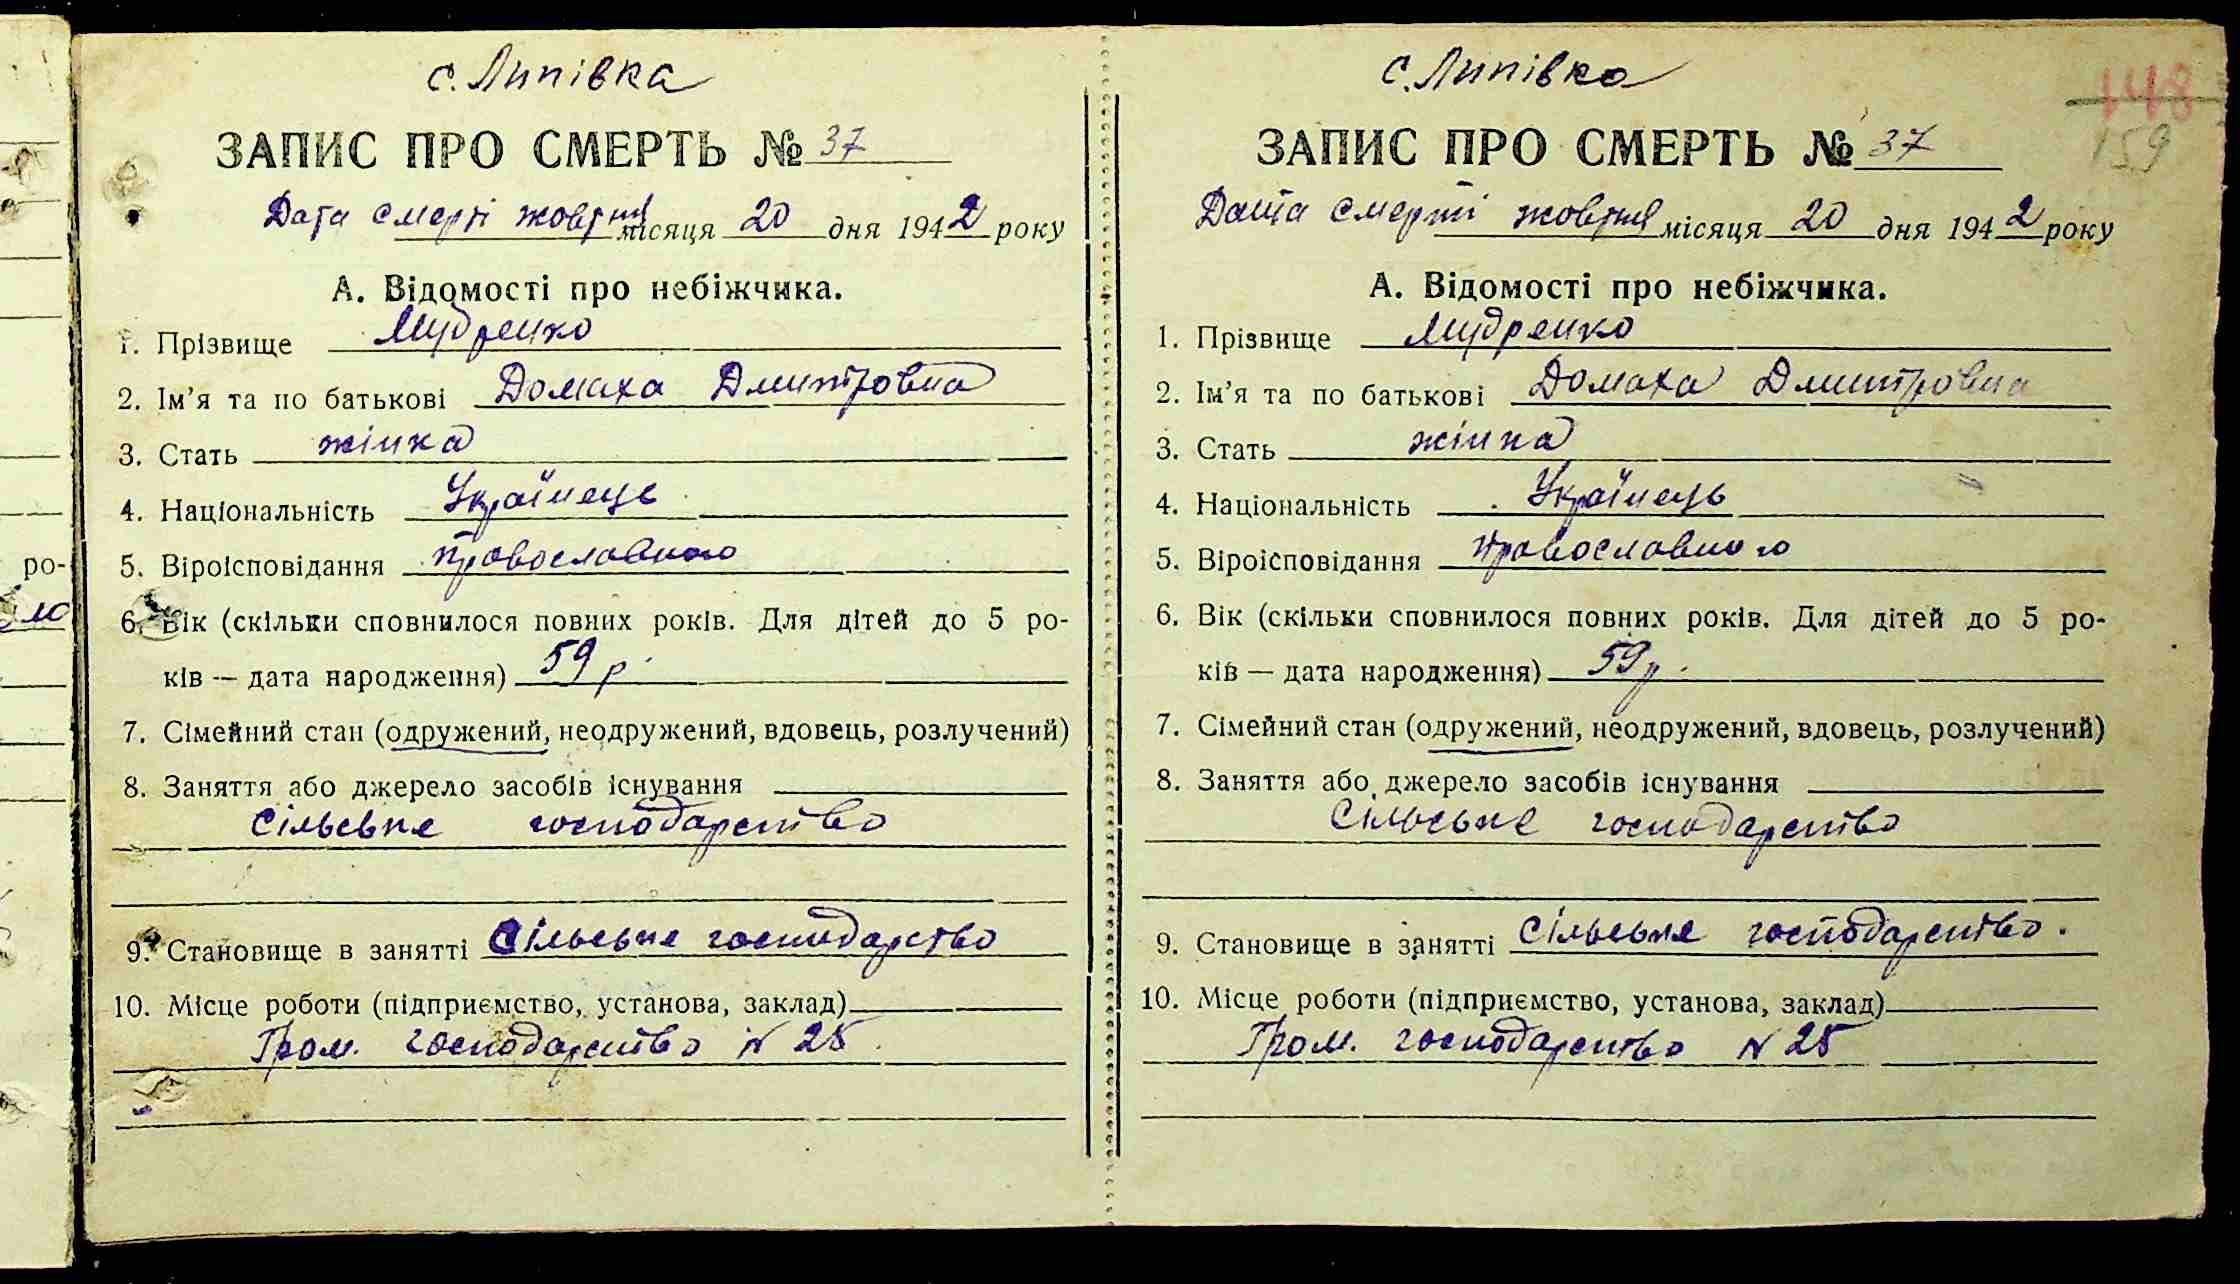 с. Липівка
ЗАПИС ПРО СМЕРТЬ № 37
Дата смерті жовтня місяця 20 дня 1942 року
А. Відомості про небіжчика.
1. Прізвище Мудренко
2. Ім’я та по батькові Домаха Дмитровна
3. Стать жінка
4. Національність Українець
5. Віроісповідання православного
6. Вік (скільки сповнилося повних років. Для дітей до 5 ро-
ків — дата народження) 59 р.
7. Сімейний стан (одружений, неодружений, вдовець, розлучений)
8. Заняття або джерело засобів існування
Сільське господарство
9. Становище в занятті Сільське господарство
10. Місце роботи (підприємство, установа, заклад)
Гром. господарство N 25
с. Липівка
148
159
ЗАПИС ПРО СМЕРТЬ № 37
Дата смерті жовтня місяця 20 дня 1942 року
А. Відомості про небіжчика.
1. Прізвище Мудренко
2. Ім’я та по батькові Домаха Дмитровна
3. Стать жінка
4. Національність Українець
5. Віроісповідання православного
6. Вік (скільки сповнилося повних років. Для дітей до 5 ро-
ків — дата народження) 59 р.
7. Сімейний стан (одружений, неодружений, вдовець, розлучений)
8. Заняття або джерело засобів існування
Сільське господарство
9. Становище в занятті Сільське господарство.
10. Місце роботи (підприємство, установа, заклад)
Гром. господарство N 25
ро-